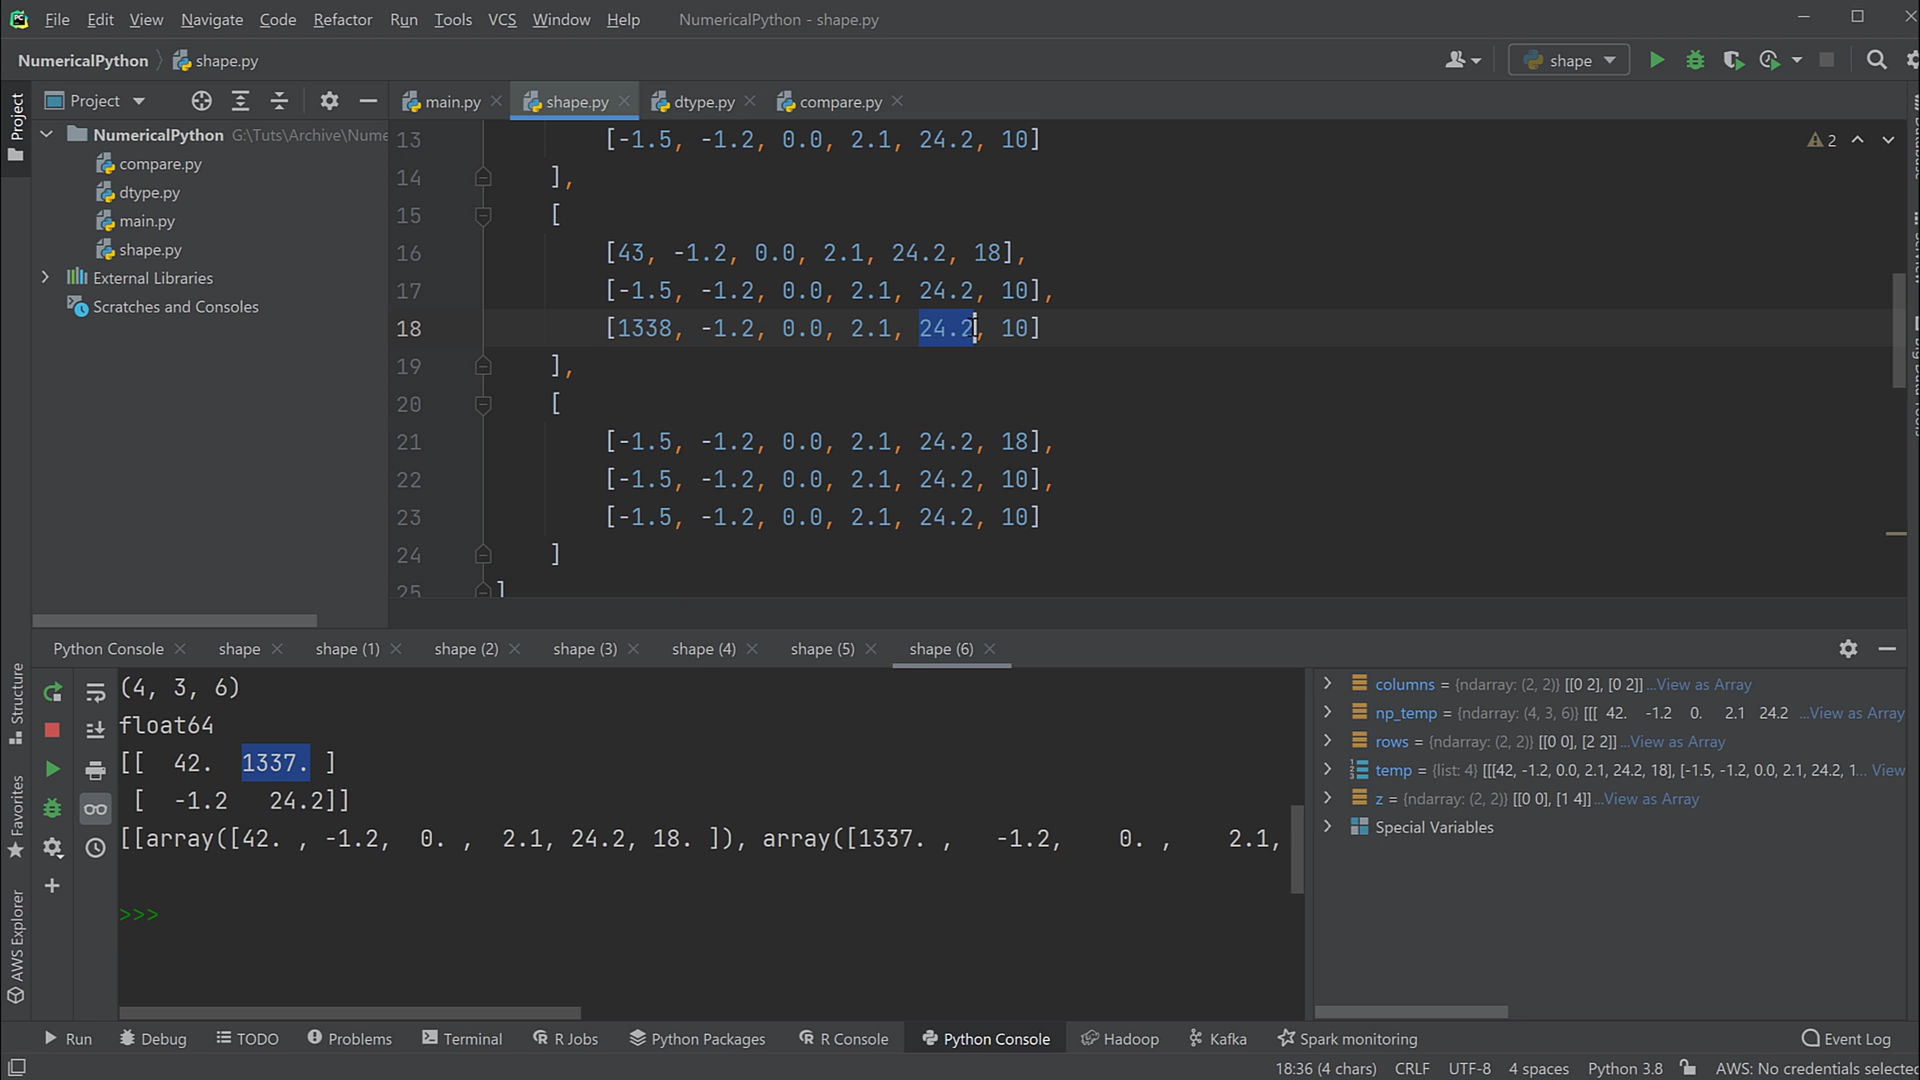 File Edit View Navigate Code Refactor Run Tools VCS Window Help NumericalPython - shape.py
NumericalPython shape.py shape
Project main.py shape.py dtype.py compare.py
Project
NumericalPython G:\Tuts\Archive\Nume
compare.py
dtype.py
main.py
shape.py
External Libraries
Scratches and Consoles
13 [-1.5, -1.2, 0.0, 2.1, 24.2, 10]
2
14 ],
15 [
16 [43, -1.2, 0.0, 2.1, 24.2, 18],
17 [-1.5, -1.2, 0.0, 2.1, 24.2, 10],
18 [1338, -1.2, 0.0, 2.1, 24.2, 10]
19 ],
20 [
21 [-1.5, -1.2, 0.0, 2.1, 24.2, 18],
22 [-1.5, -1.2, 0.0, 2.1, 24.2, 10],
23 [-1.5, -1.2, 0.0, 2.1, 24.2, 10]
24 ]
25 ]
Python Console shape shape (1) shape (2) shape (3) shape (4) shape (5) shape (6)
Structure
Favorites
AWS Explorer
(4, 3, 6)
float64
[[ 42. 1337. ]
[ -1.2 24.2]]
[[array([42. , -1.2, 0. , 2.1, 24.2, 18. ]), array([1337. , -1.2, 0. , 2.1,
>>>
columns = {ndarray: (2, 2)} [[0 2], [0 2]] ...View as Array
np_temp = {ndarray: (4, 3, 6)} [[[ 42. -1.2 0. 2.1 24.2 ...View as Array
rows = {ndarray: (2, 2)} [[0 0], [2 2]] ...View as Array
temp = {list: 4} [[[42, -1.2, 0.0, 2.1, 24.2, 18], [-1.5, -1.2, 0.0, 2.1, 24.2, 1... View
z = {ndarray: (2, 2)} [[0 0], [1 4]] ...View as Array
Special Variables
Run Debug TODO Problems Terminal R Jobs Python Packages R Console Python Console Hadoop Kafka Spark monitoring Event Log
18:36 (4 chars) CRLF UTF-8 4 spaces Python 3.8 AWS: No credentials selected